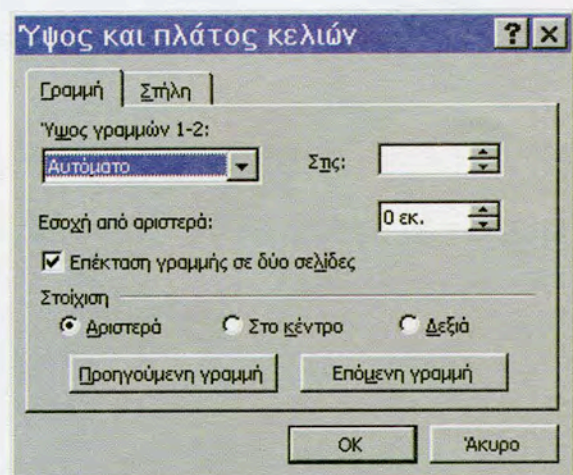 Ύψος και πλάτος κελιών
Γραμμή Στήλη
Ύψος γραμμών 1-2:
Αυτόματο Στις:
Εσοχή από αριστερά: 0 εκ.
Επέκταση γραμμής σε δύο σελίδες
Στοίχιση
Αριστερά Στο κέντρο Δεξιά
Προηγούμενη γραμμή Επόμενη γραμμή
OK Άκυρο